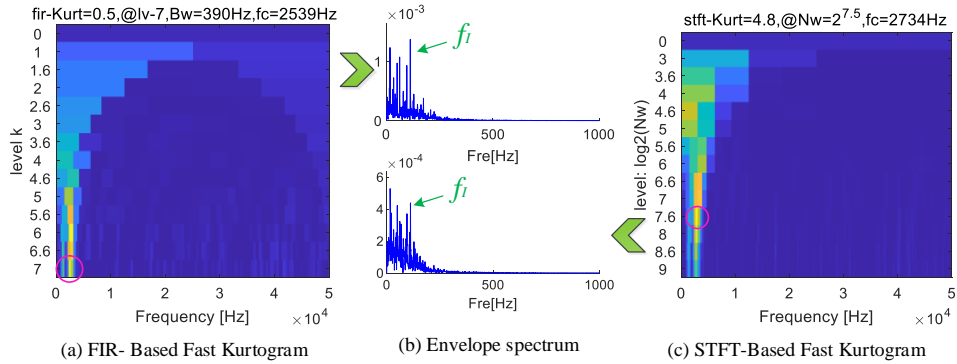 fir-Kurt=0.5,@lv-7,Bw=390Hz,fc=2539Hz
level k
0
1
1.6
2
2.6
3
3.6
4
4.6
5
5.6
6
6.6
7
0 1 2 3 4 5
Frequency [Hz]
×10⁴
(a) FIR- Based Fast Kurtogram
×10⁻³
1
0
f_I
0 500 1000
Fre[Hz]
×10⁻⁴
6
4
2
0
f_I
0 500 1000
Fre[Hz]
(b) Envelope spectrum
stft-Kurt=4.8,@Nw=2^7.5,fc=2734Hz
level: log2(Nw)
0
3
3.6
4
4.6
5
5.6
6
6.6
7
7.6
8
8.6
9
0 1 2 3 4 5
Frequency [Hz]
×10⁴
(c) STFT-Based Fast Kurtogram